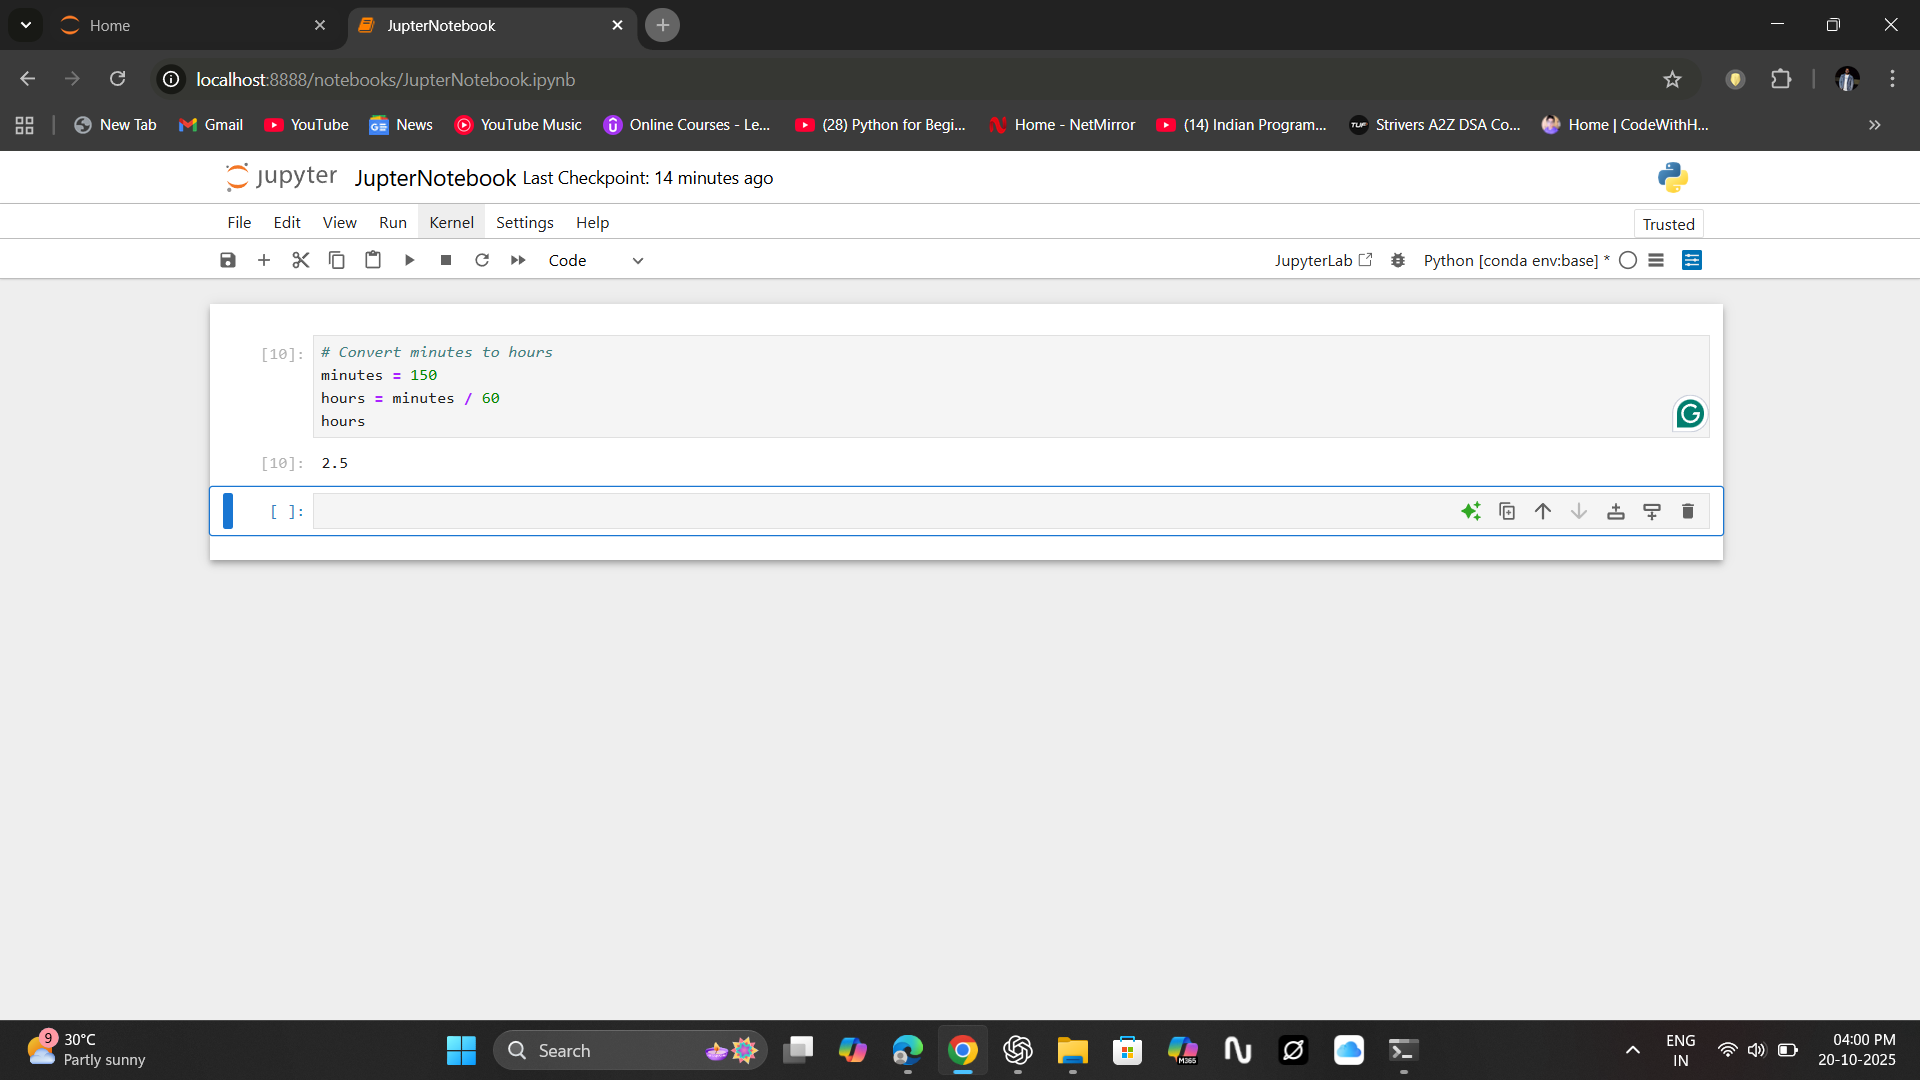 Home
JupterNotebook
localhost:8888/notebooks/JupterNotebook.ipynb
New Tab
Gmail
YouTube
News
YouTube Music
Online Courses - Le...
(28) Python for Begi...
Home - NetMirror
(14) Indian Program...
TUF
Strivers A2Z DSA Co...
Home | CodeWithH...
jupyter
JupterNotebook Last Checkpoint: 14 minutes ago
File Edit View Run Kernel Settings Help
Trusted
Code
JupyterLab
Python [conda env:base] *
[10]:
# Convert minutes to hours
minutes = 150
hours = minutes / 60
hours
[10]: 2.5
[ ]:
9
30°C
Partly sunny
Search
M365
ENG
IN
04:00 PM
20-10-2025